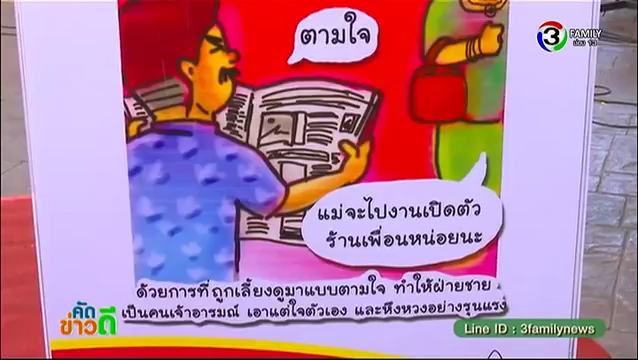 ตามใจ
3 FAMILY
ช่อง 13
แม่จะไปงานเปิดตัว
ร้านเพื่อนหน่อยนะ
ด้วยการที่ถูกเลี้ยงดูมาแบบตามใจ ทำให้ฝ่ายชาย
เป็นคนเจ้าอารมณ์ เอาแต่ใจตัวเอง และหึงหวงอย่างรุนแรง
คัด
ข่าวดี
Line ID : 3familynews